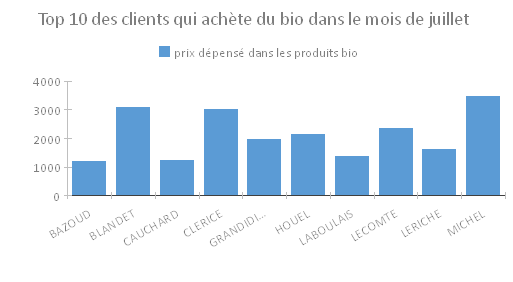 Top 10 des clients qui achète du bio dans le mois de juillet
prix dépensé dans les produits bio
4000
3000
2000
1000
0
BAZOUD
BLANDET
CAUCHARD
CLERICE
GRANDIDI...
HOUEL
LABOULAIS
LECOMTE
LERICHE
MICHEL